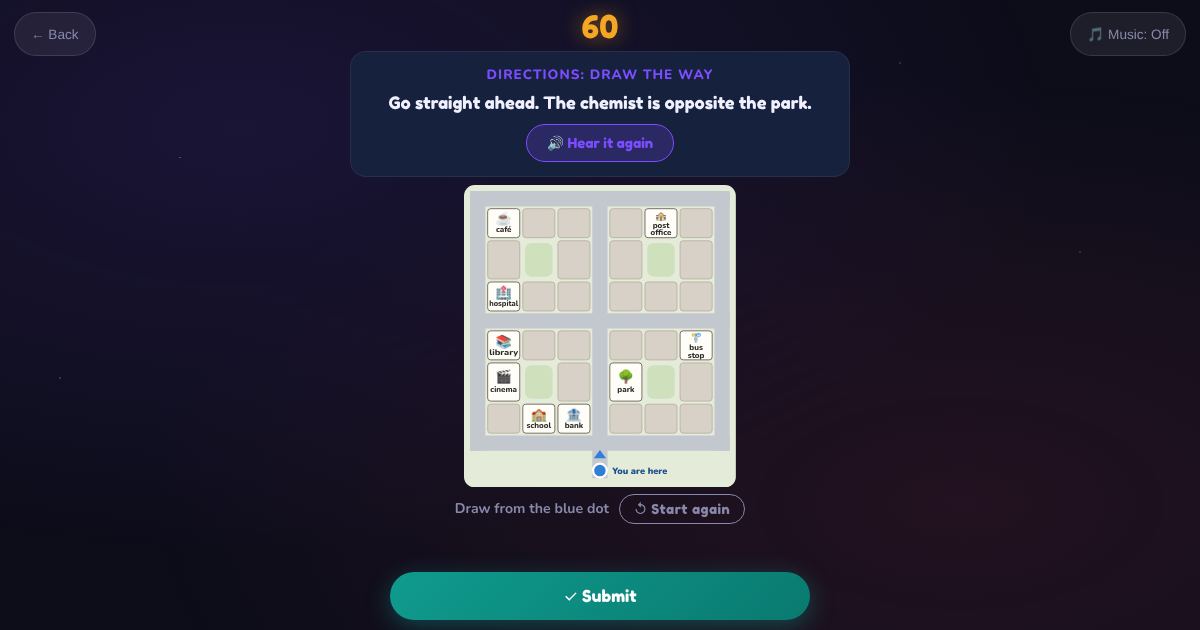 ← Back
60
🎵 Music: Off
DIRECTIONS: DRAW THE WAY
Go straight ahead. The chemist is opposite the park.
🔊 Hear it again
café
post
office
hospital
library
bus
stop
cinema
park
school
bank
You are here
Draw from the blue dot
↺ Start again
✓ Submit